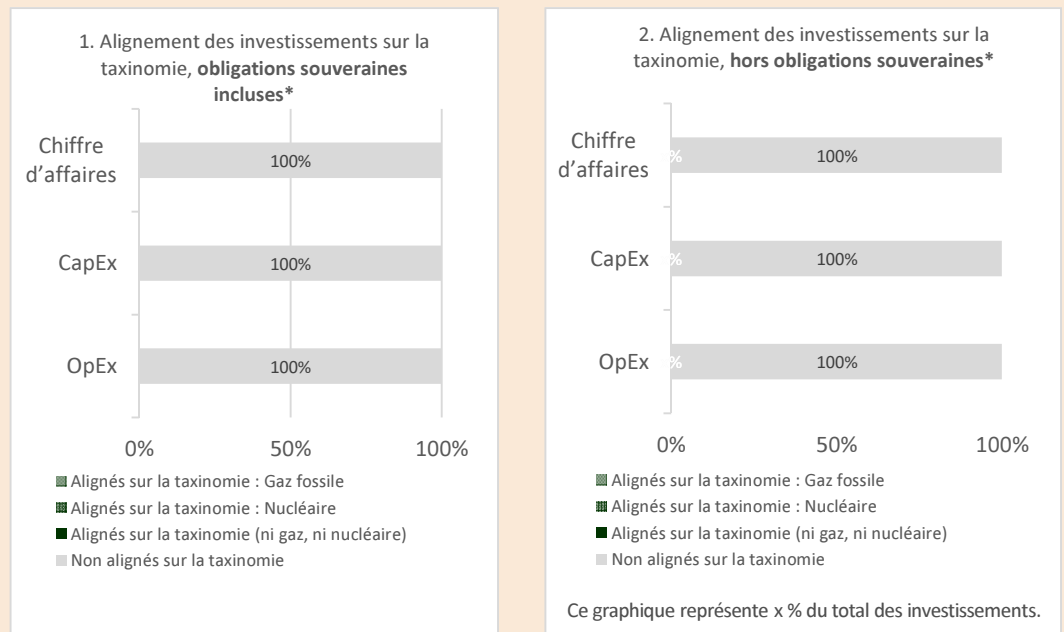 1. Alignement des investissements sur la
taxinomie, obligations souveraines
incluses*
Chiffre
d’affaires
100%
CapEx
100%
OpEx
100%
0% 50% 100%
Alignés sur la taxinomie : Gaz fossile
Alignés sur la taxinomie : Nucléaire
Alignés sur la taxinomie (ni gaz, ni nucléaire)
Non alignés sur la taxinomie
2. Alignement des investissements sur la
taxinomie, hors obligations souveraines*
Chiffre
d’affaires
100%
CapEx
100%
OpEx
100%
0% 50% 100%
Alignés sur la taxinomie : Gaz fossile
Alignés sur la taxinomie : Nucléaire
Alignés sur la taxinomie (ni gaz, ni nucléaire)
Non alignés sur la taxinomie
Ce graphique représente x % du total des investissements.